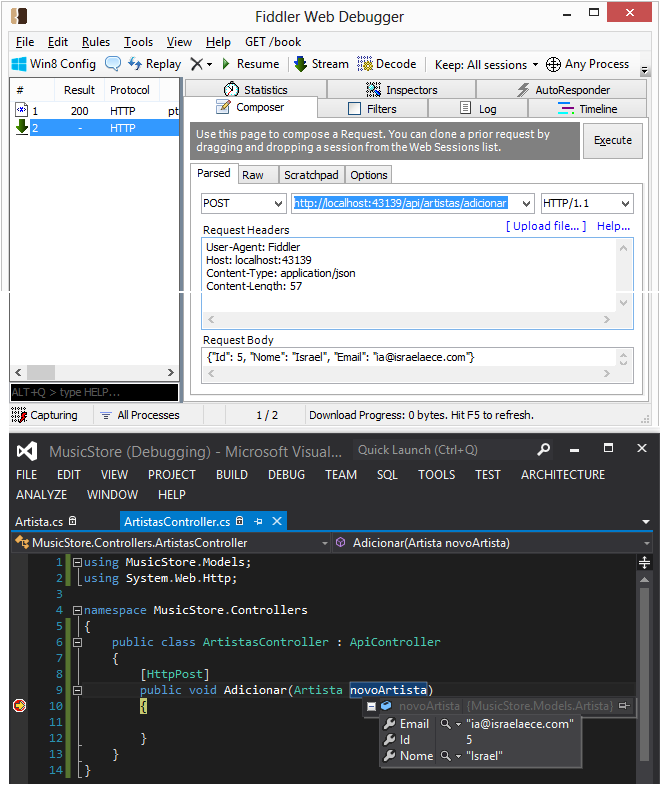 Fiddler Web Debugger
File Edit Rules Tools View Help GET /book
Win8 Config Replay Resume Stream Decode Keep: All sessions Any Process
# Result Protocol
1 200 HTTP pt
2 - HTTP
Statistics Inspectors AutoResponder
Composer Filters Log Timeline
Use this page to compose a Request. You can clone a prior request by
dragging and dropping a session from the Web Sessions list.
Execute
Parsed Raw Scratchpad Options
POST http://localhost:43139/api/artistas/adicionar HTTP/1.1
[ Upload file... ] Help...
Request Headers
User-Agent: Fiddler
Host: localhost:43139
Content-Type: application/json
Content-Length: 57
Request Body
{"Id": 5, "Nome": "Israel", "Email": "ia@israelaece.com"}
ALT+Q > type HELP...
Capturing All Processes 1 / 2 Download Progress: 0 bytes. Hit F5 to refresh.
MusicStore (Debugging) - Microsoft Visual... Quick Launch (Ctrl+Q)
FILE EDIT VIEW PROJECT BUILD DEBUG TEAM SQL TOOLS TEST ARCHITECTURE
ANALYZE WINDOW HELP
Artista.cs ArtistasController.cs
MusicStore.Controllers.ArtistasController Adicionar(Artista novoArtista)
1 using MusicStore.Models;
2 using System.Web.Http;
3
4 namespace MusicStore.Controllers
5 {
6 public class ArtistasController : ApiController
7 {
8 [HttpPost]
9 public void Adicionar(Artista novoArtista)
10 {
novoArtista {MusicStore.Models.Artista}
11
Email "ia@israelaece.com"
12 }
Id 5
13 }
Nome "Israel"
14 }